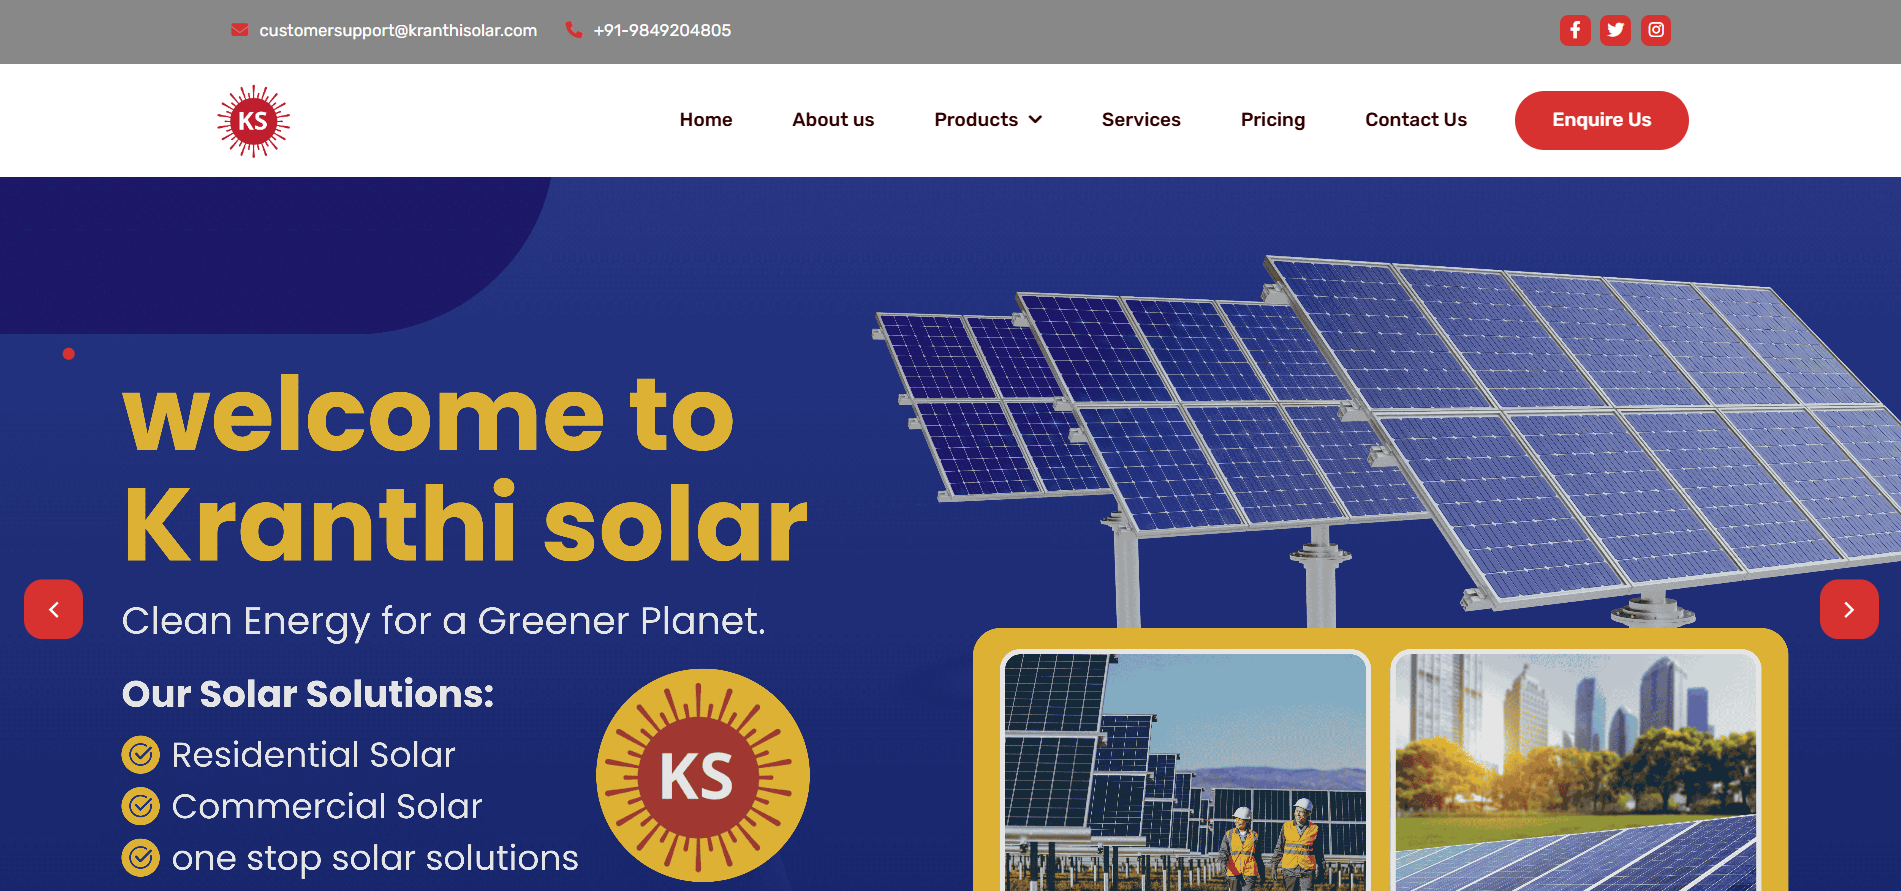 customersupport@kranthisolar.com +91-9849204805
KS
Home About us Products Services Pricing Contact Us Enquire Us
welcome to
Kranthi solar
Clean Energy for a Greener Planet.
Our Solar Solutions:
Residential Solar
Commercial Solar
one stop solar solutions
KS